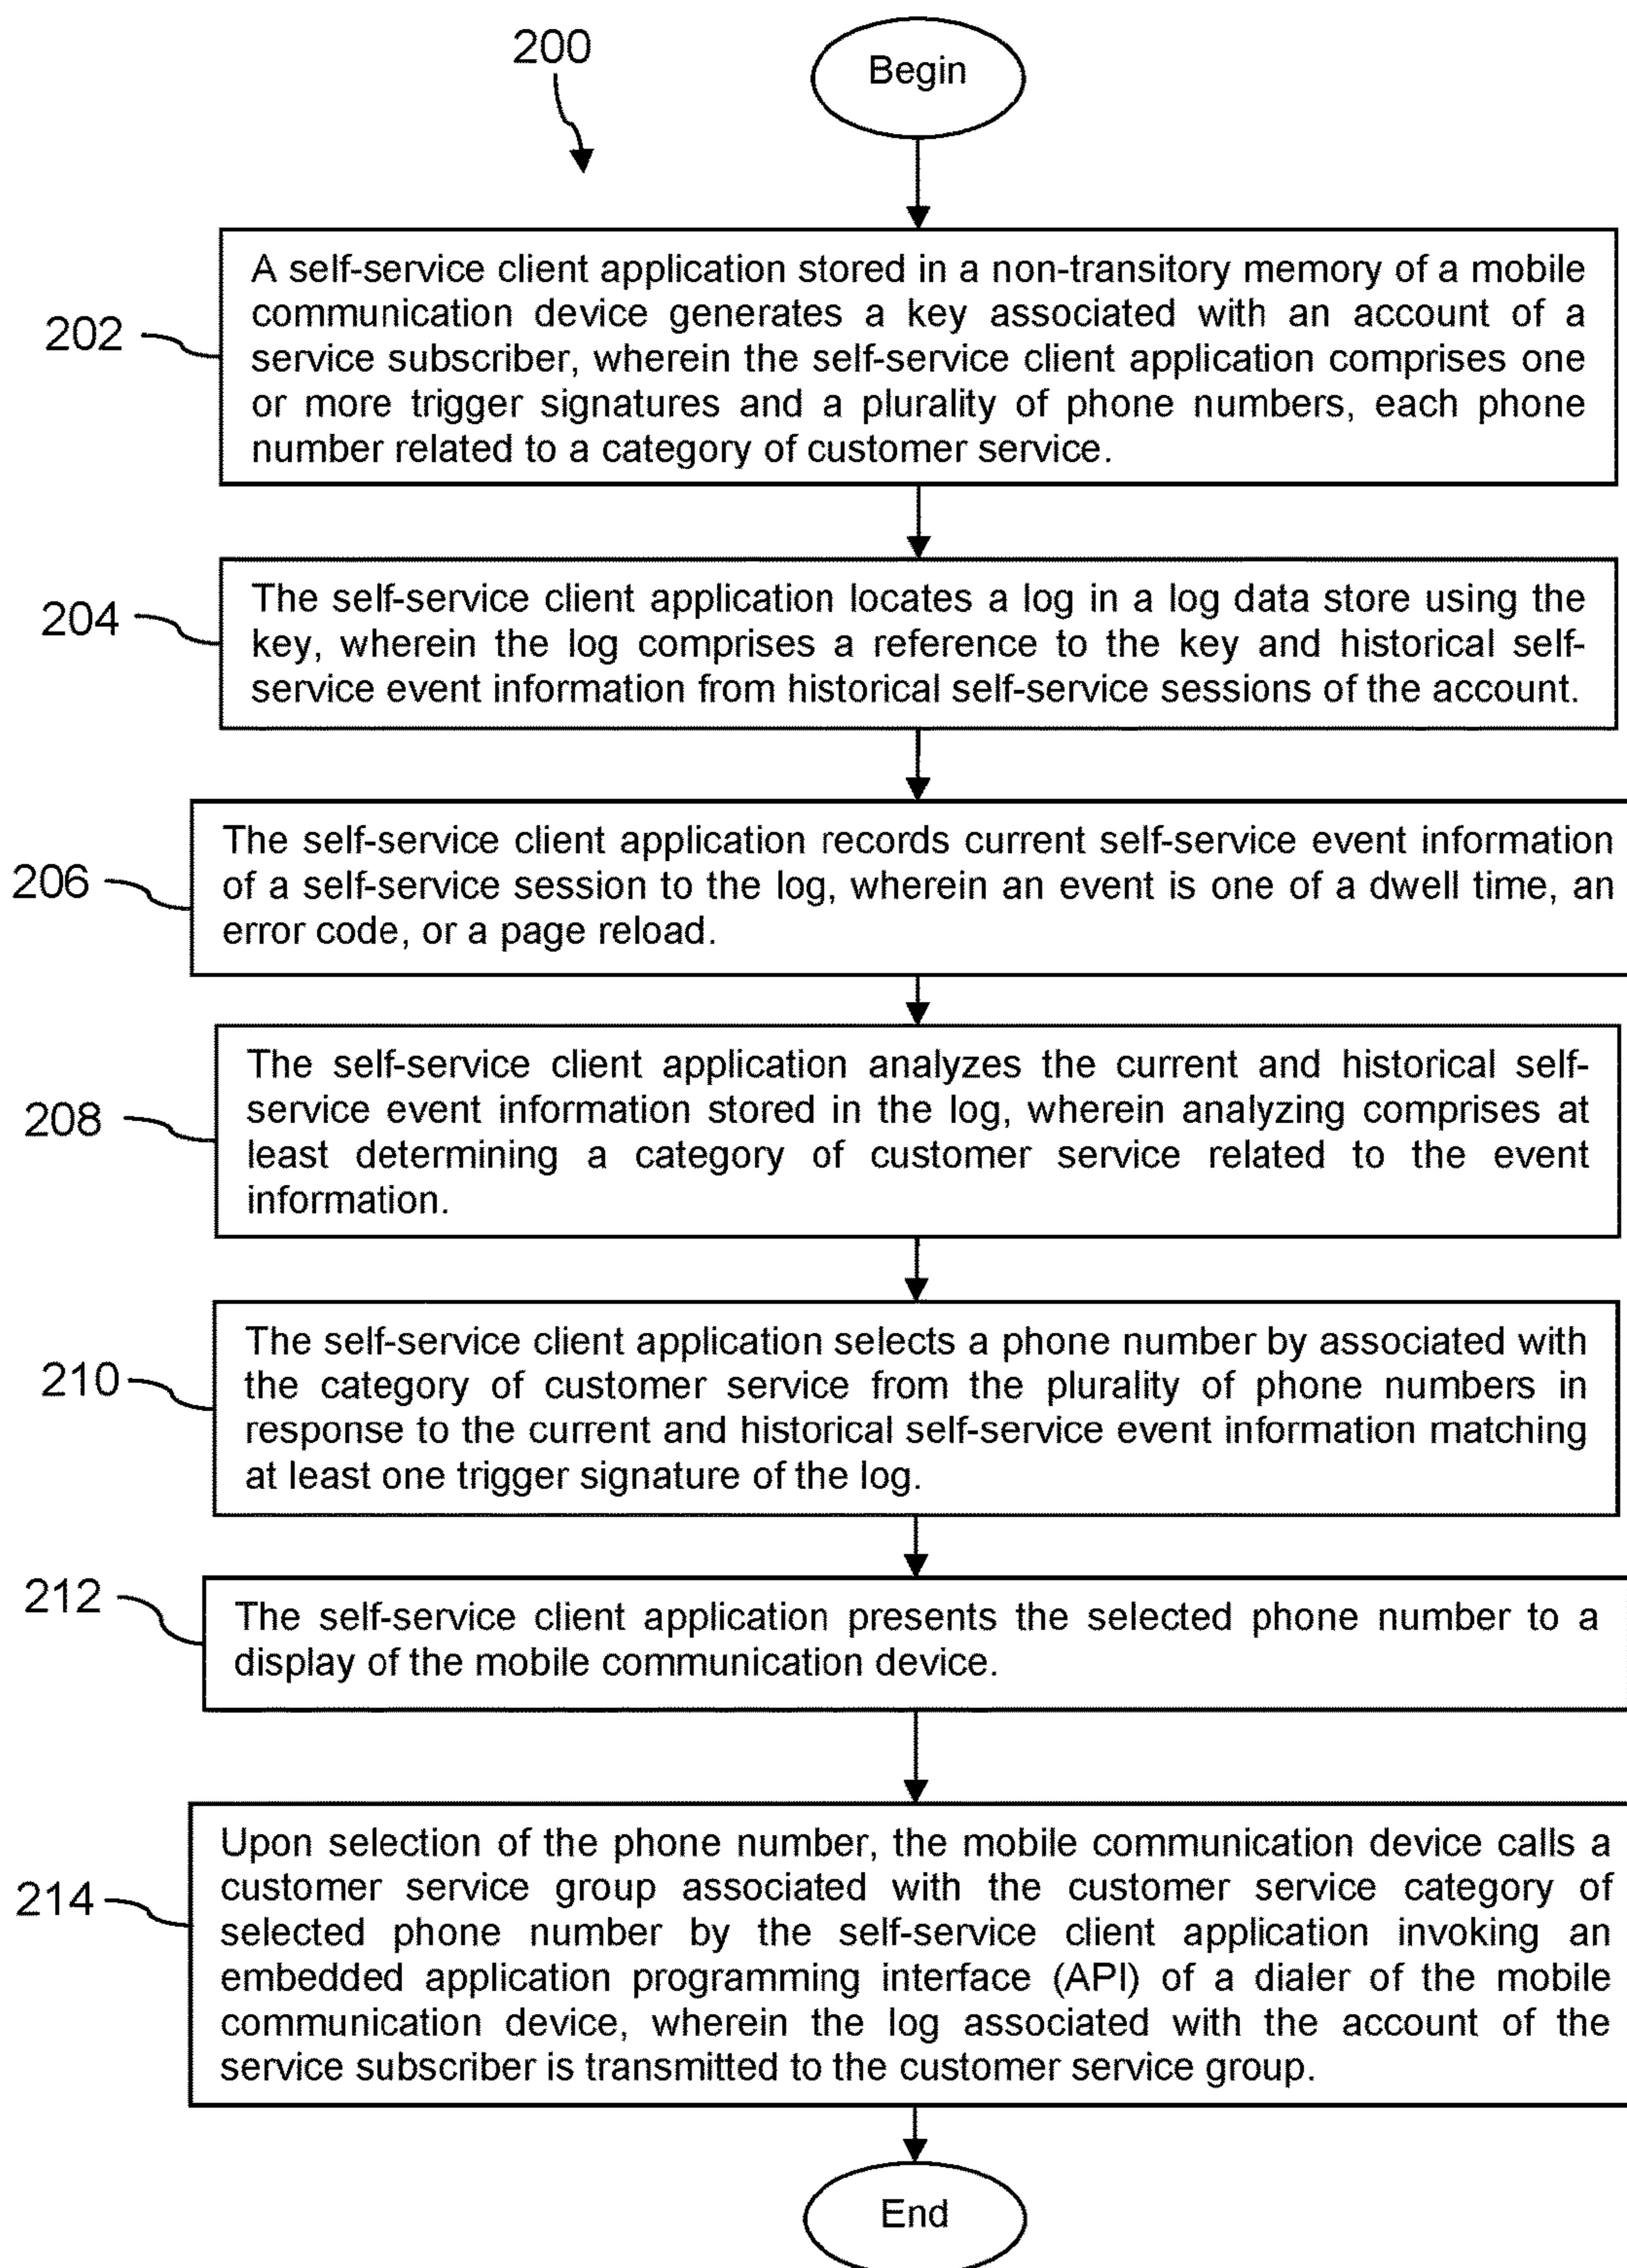 200
Begin
202
A self-service client application stored in a non-transitory memory of a mobile
communication device generates a key associated with an account of a
service subscriber, wherein the self-service client application comprises one
or more trigger signatures and a plurality of phone numbers, each phone
number related to a category of customer service.
204
The self-service client application locates a log in a log data store using the
key, wherein the log comprises a reference to the key and historical self-
service event information from historical self-service sessions of the account.
206
The self-service client application records current self-service event information
of a self-service session to the log, wherein an event is one of a dwell time, an
error code, or a page reload.
208
The self-service client application analyzes the current and historical self-
service event information stored in the log, wherein analyzing comprises at
least determining a category of customer service related to the event
information.
210
The self-service client application selects a phone number by associated with
the category of customer service from the plurality of phone numbers in
response to the current and historical self-service event information matching
at least one trigger signature of the log.
212
The self-service client application presents the selected phone number to a
display of the mobile communication device.
214
Upon selection of the phone number, the mobile communication device calls a
customer service group associated with the customer service category of
selected phone number by the self-service client application invoking an
embedded application programming interface (API) of a dialer of the mobile
communication device, wherein the log associated with the account of the
service subscriber is transmitted to the customer service group.
End